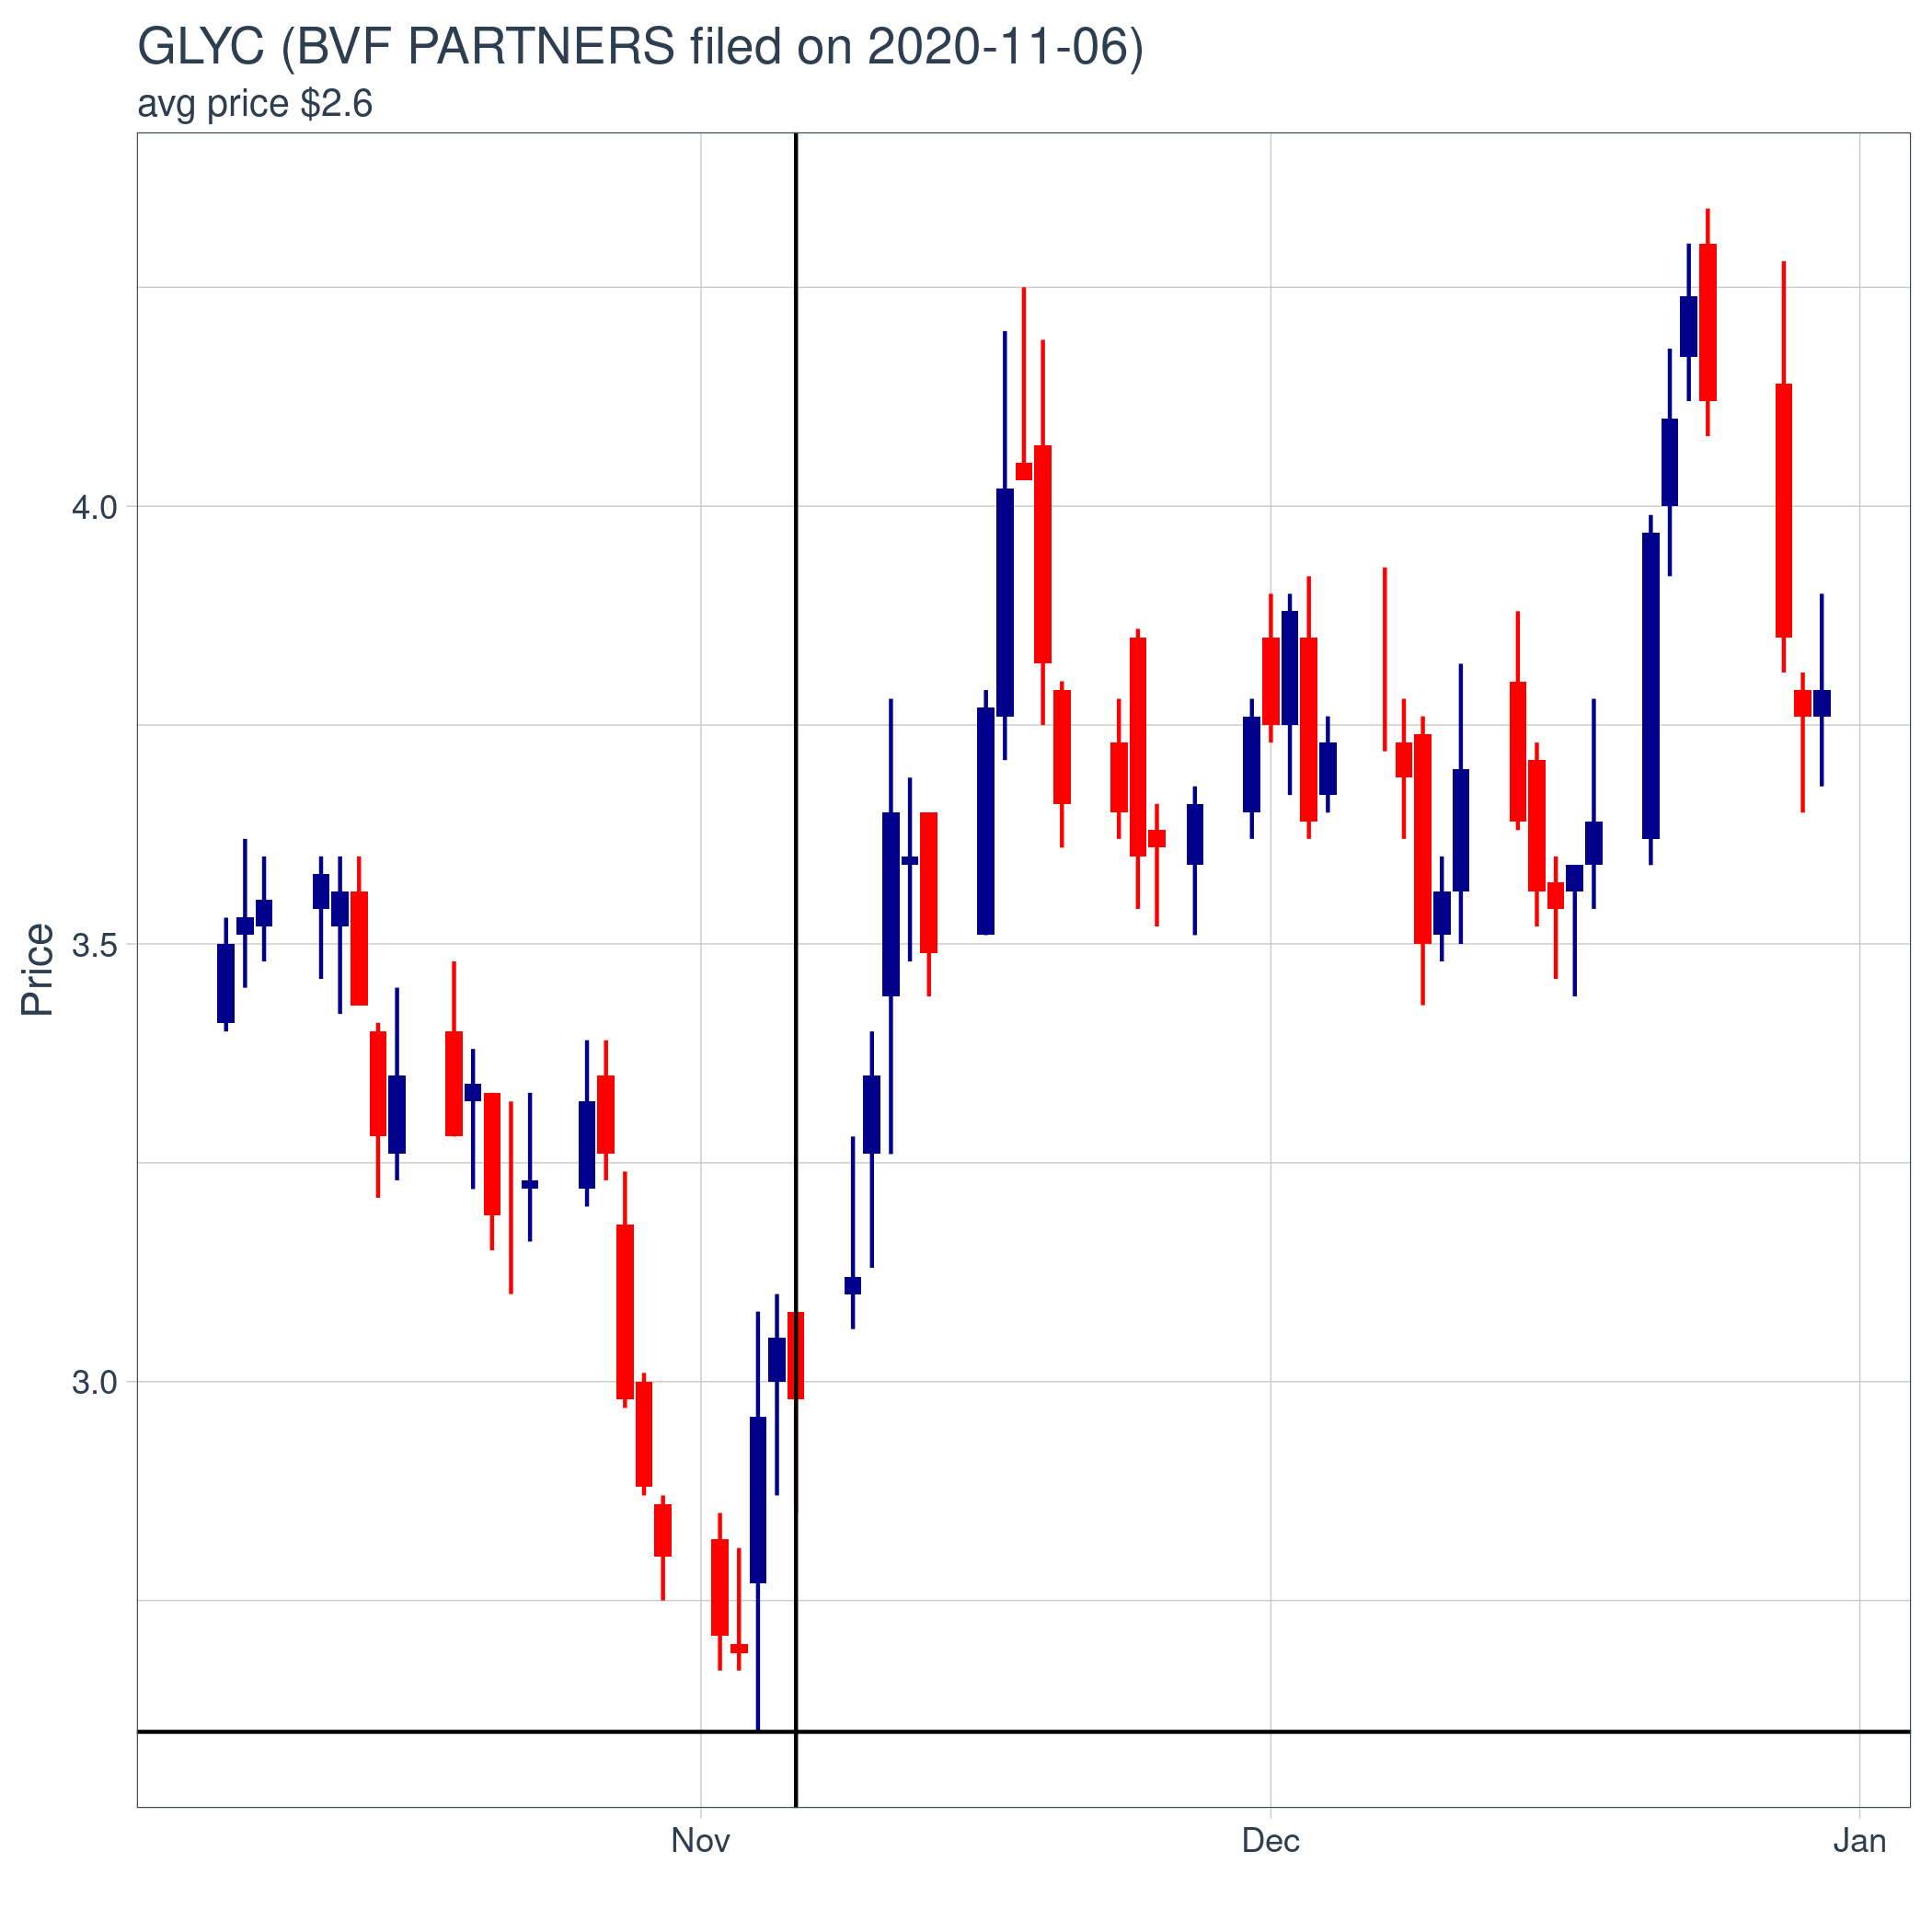 GLYC (BVF PARTNERS filed on 2020-11-06)
avg price $2.6
Price
4.0
3.5
3.0
Nov
Dec
Jan